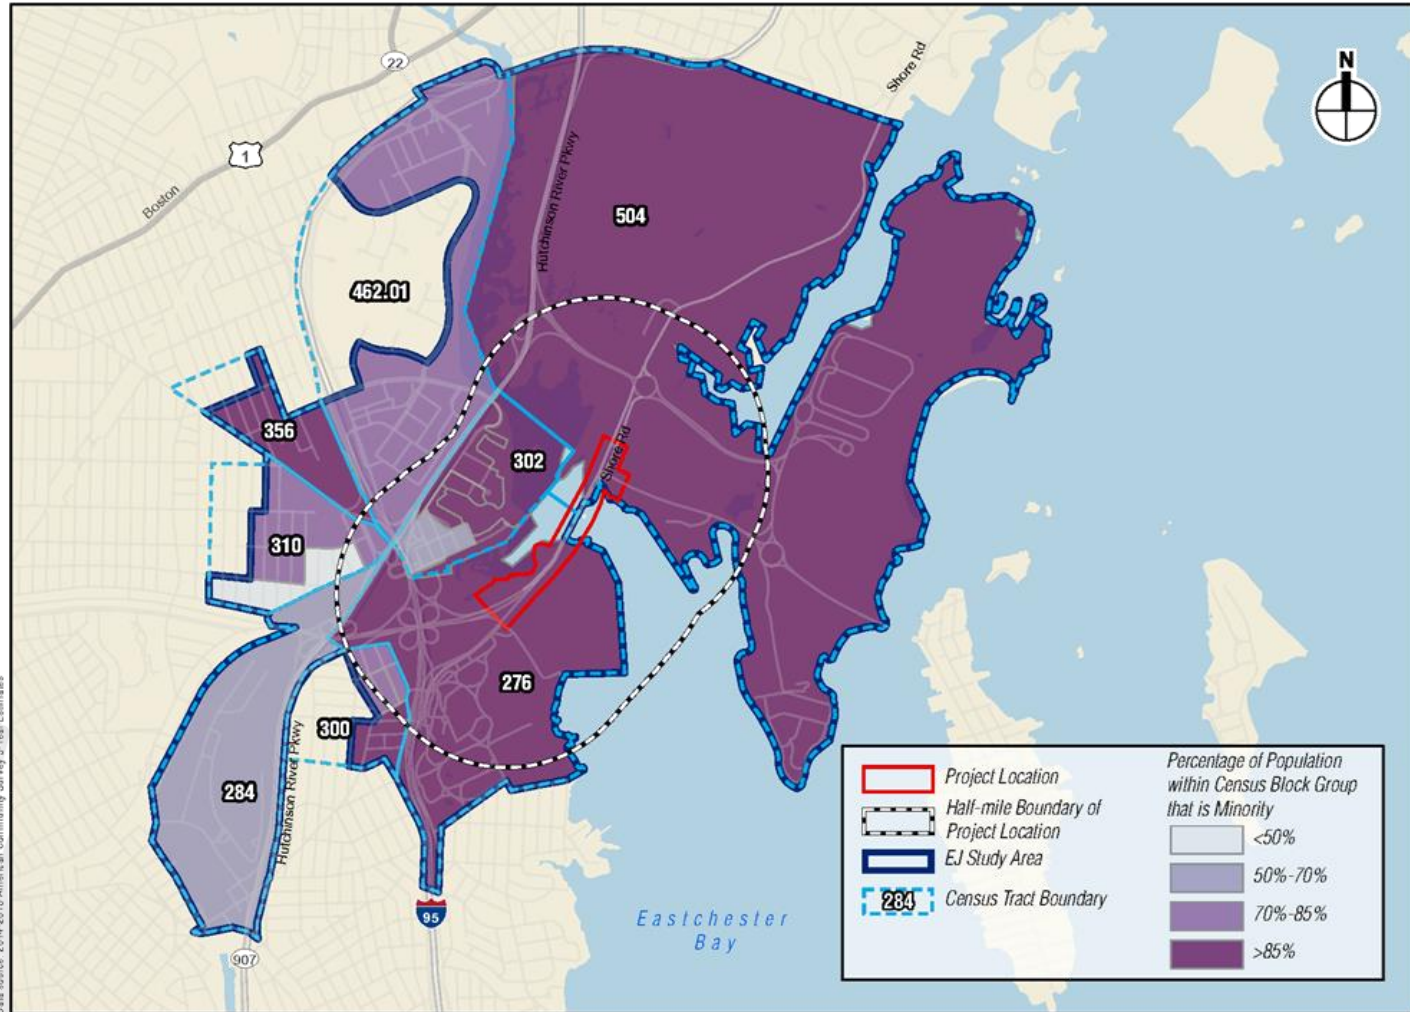 22
Shore Rd
N
1
Boston
Hutchinson River Pkwy
504
462.01
356
302
Shore Rd
310
276
300
284
Hutchinson River Pkwy
95
907
Eastchester
Bay
Project Location
Half-mile Boundary of
Project Location
EJ Study Area
284 Census Tract Boundary
Percentage of Population
within Census Block Group
that is Minority
<50%
50%-70%
70%-85%
>85%